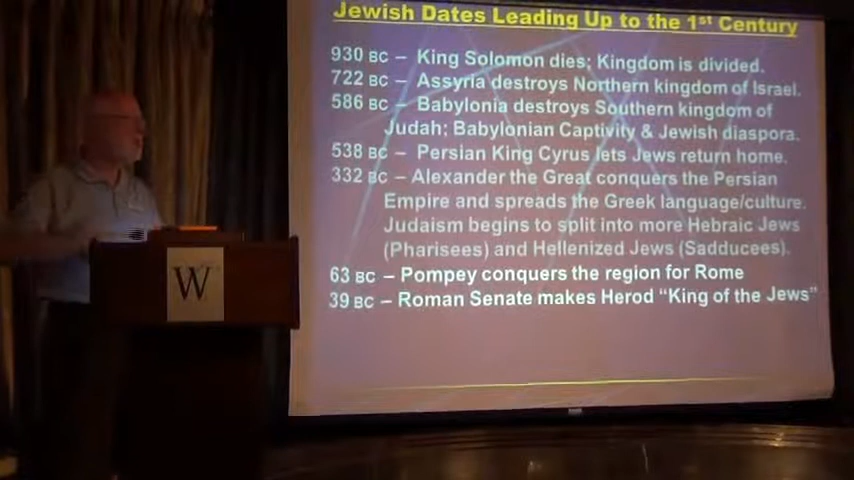 Jewish Dates Leading Up to the 1st Century
930 BC – King Solomon dies; Kingdom is divided.
722 BC – Assyria destroys Northern kingdom of Israel.
586 BC – Babylonia destroys Southern kingdom of
Judah; Babylonian Captivity & Jewish diaspora.
538 BC – Persian King Cyrus lets Jews return home.
332 BC – Alexander the Great conquers the Persian
Empire and spreads the Greek language/culture.
Judaism begins to split into more Hebraic Jews
(Pharisees) and Hellenized Jews (Sadducees).
63 BC – Pompey conquers the region for Rome
39 BC – Roman Senate makes Herod “King of the Jews”
W